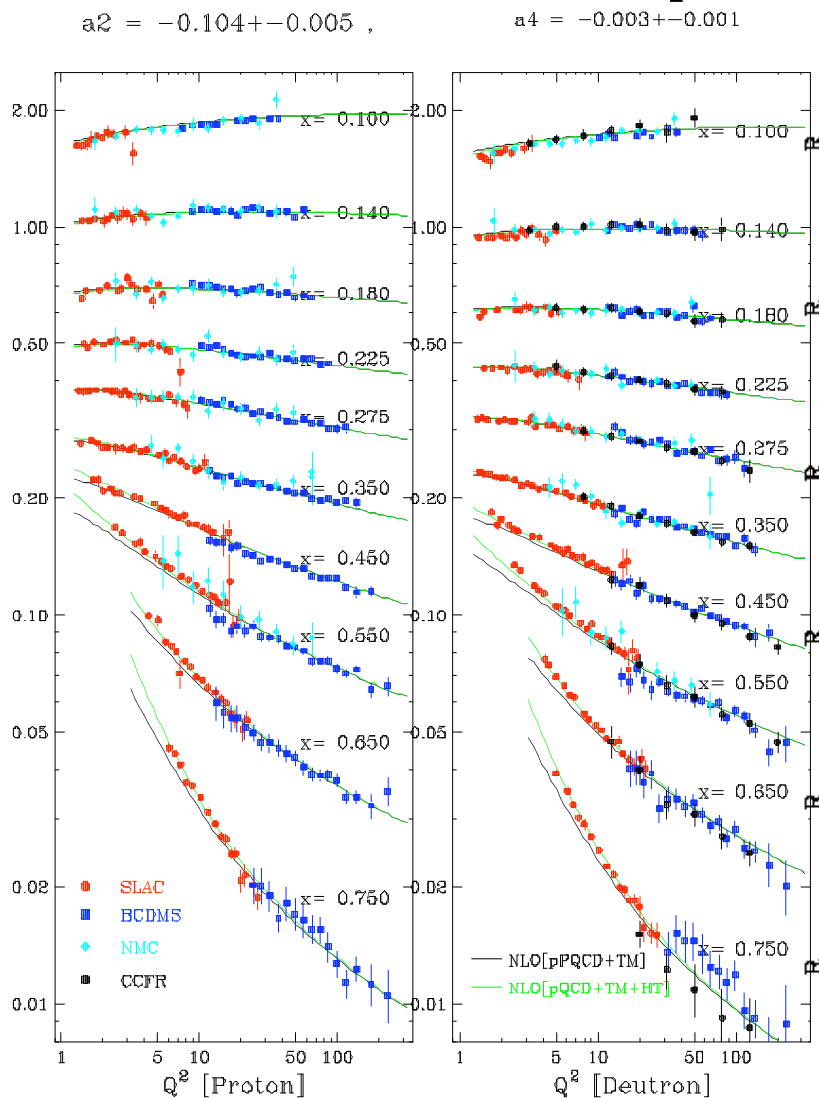 a2 = −0.104+−0.005 ,
a4 = −0.003+−0.001
2.00
1.00
0.50
0.20
0.10
0.05
0.02
0.01
x= 0.100
x= 0.140
x= 0.180
x= 0.225
x= 0.275
x= 0.350
x= 0.450
x= 0.550
x= 0.650
x= 0.750
SLAC
BCDMS
NMC
CCFR
1 5 10 50 100
Q² [Proton]
2.00
1.00
0.50
0.20
0.10
0.05
0.02
0.01
x= 0.100
x= 0.140
x= 0.180
x= 0.225
x= 0.275
x= 0.350
x= 0.450
x= 0.550
x= 0.650
x= 0.750
NLO[pPQCD+TM]
NLO[pQCD+TM+HT]
1 5 10 50 100
Q² [Deutron]